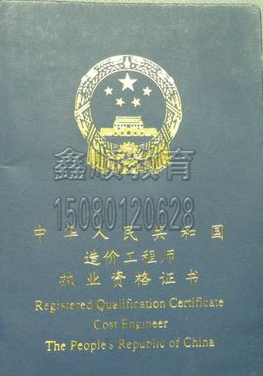 鑫顺教育
15080120628
中华人民共和国
造价工程师
执业资格证书
Registered Qualification Certificate
Cost Engineer
The People's Republic of China